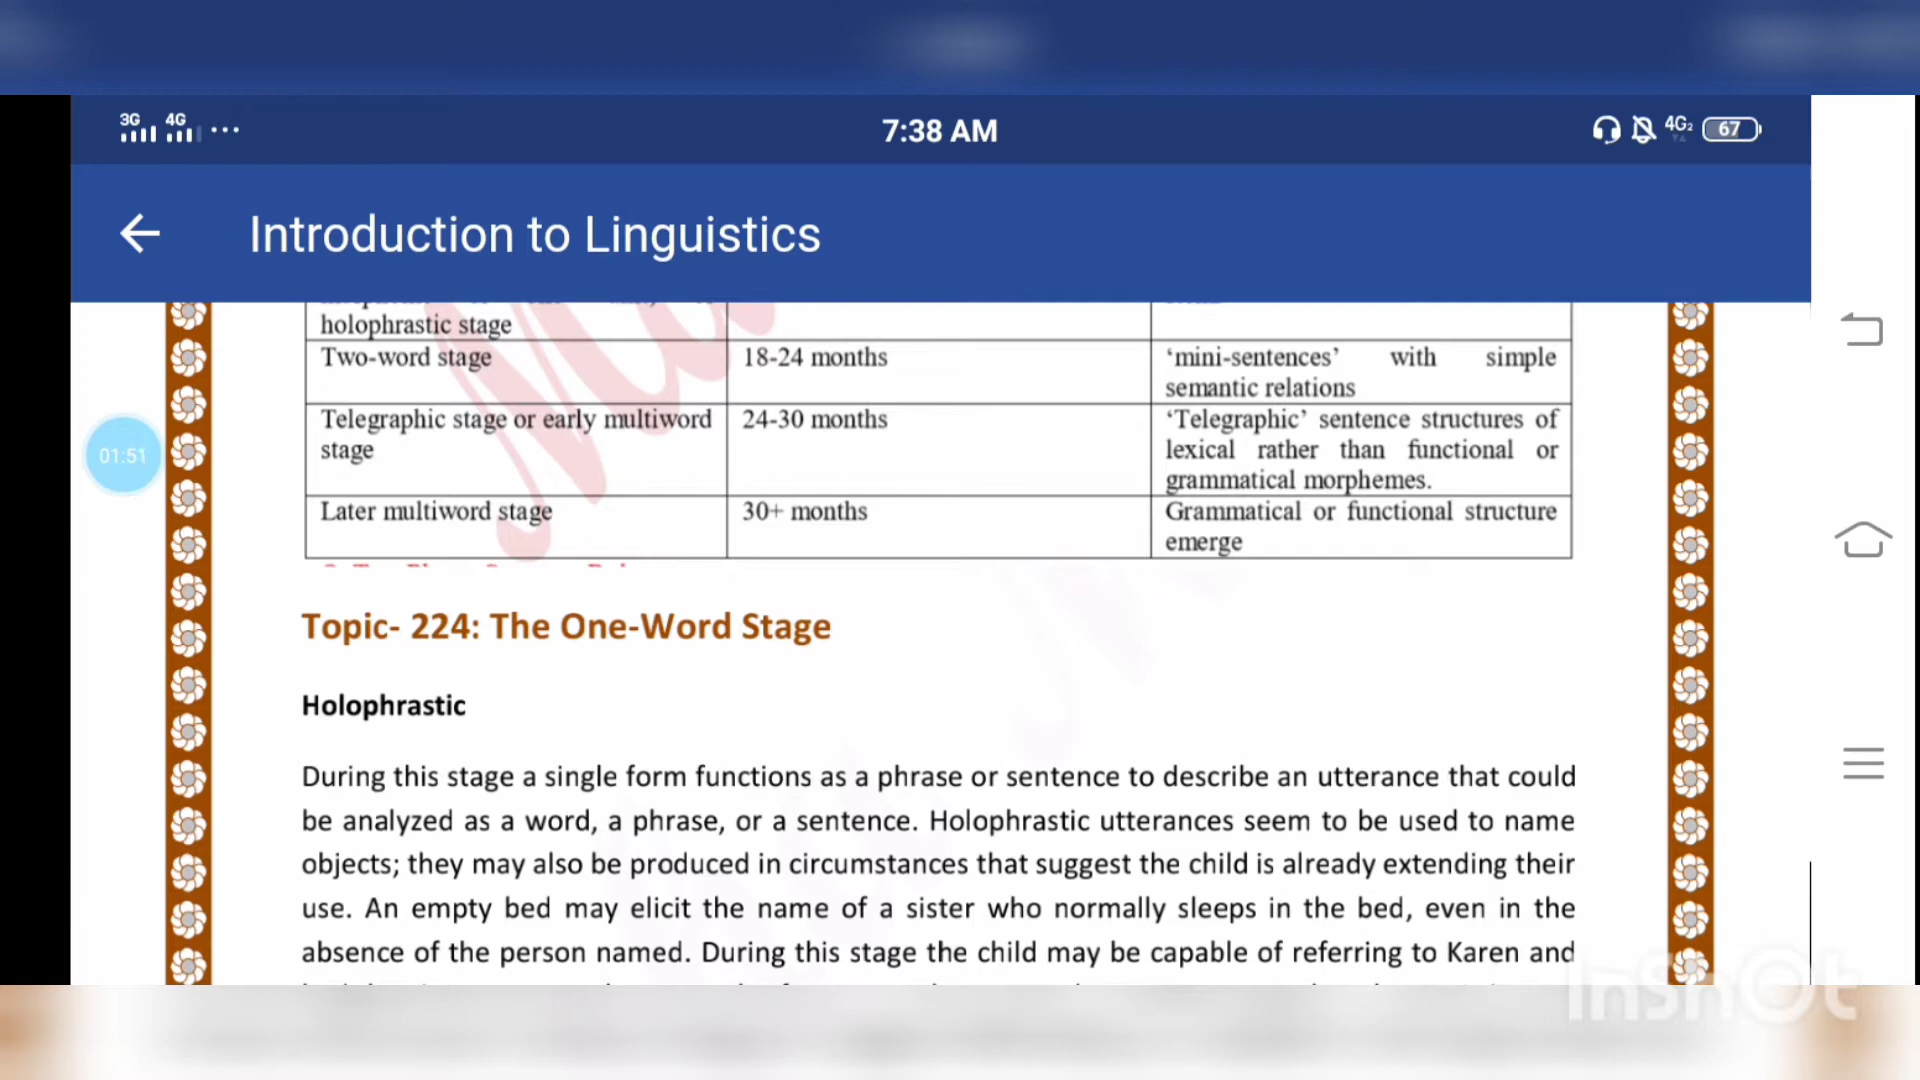 3G 4G
7:38 AM
4G2 67
Introduction to Linguistics
holophrastic stage
Two-word stage 18-24 months ‘mini-sentences’ with simple
semantic relations
Telegraphic stage or early multiword 24-30 months ‘Telegraphic’ sentence structures of
stage lexical rather than functional or
grammatical morphemes.
Later multiword stage 30+ months Grammatical or functional structure
emerge
01:51
Topic- 224: The One-Word Stage
Holophrastic
During this stage a single form functions as a phrase or sentence to describe an utterance that could
be analyzed as a word, a phrase, or a sentence. Holophrastic utterances seem to be used to name
objects; they may also be produced in circumstances that suggest the child is already extending their
use. An empty bed may elicit the name of a sister who normally sleeps in the bed, even in the
absence of the person named. During this stage the child may be capable of referring to Karen and
InShOt